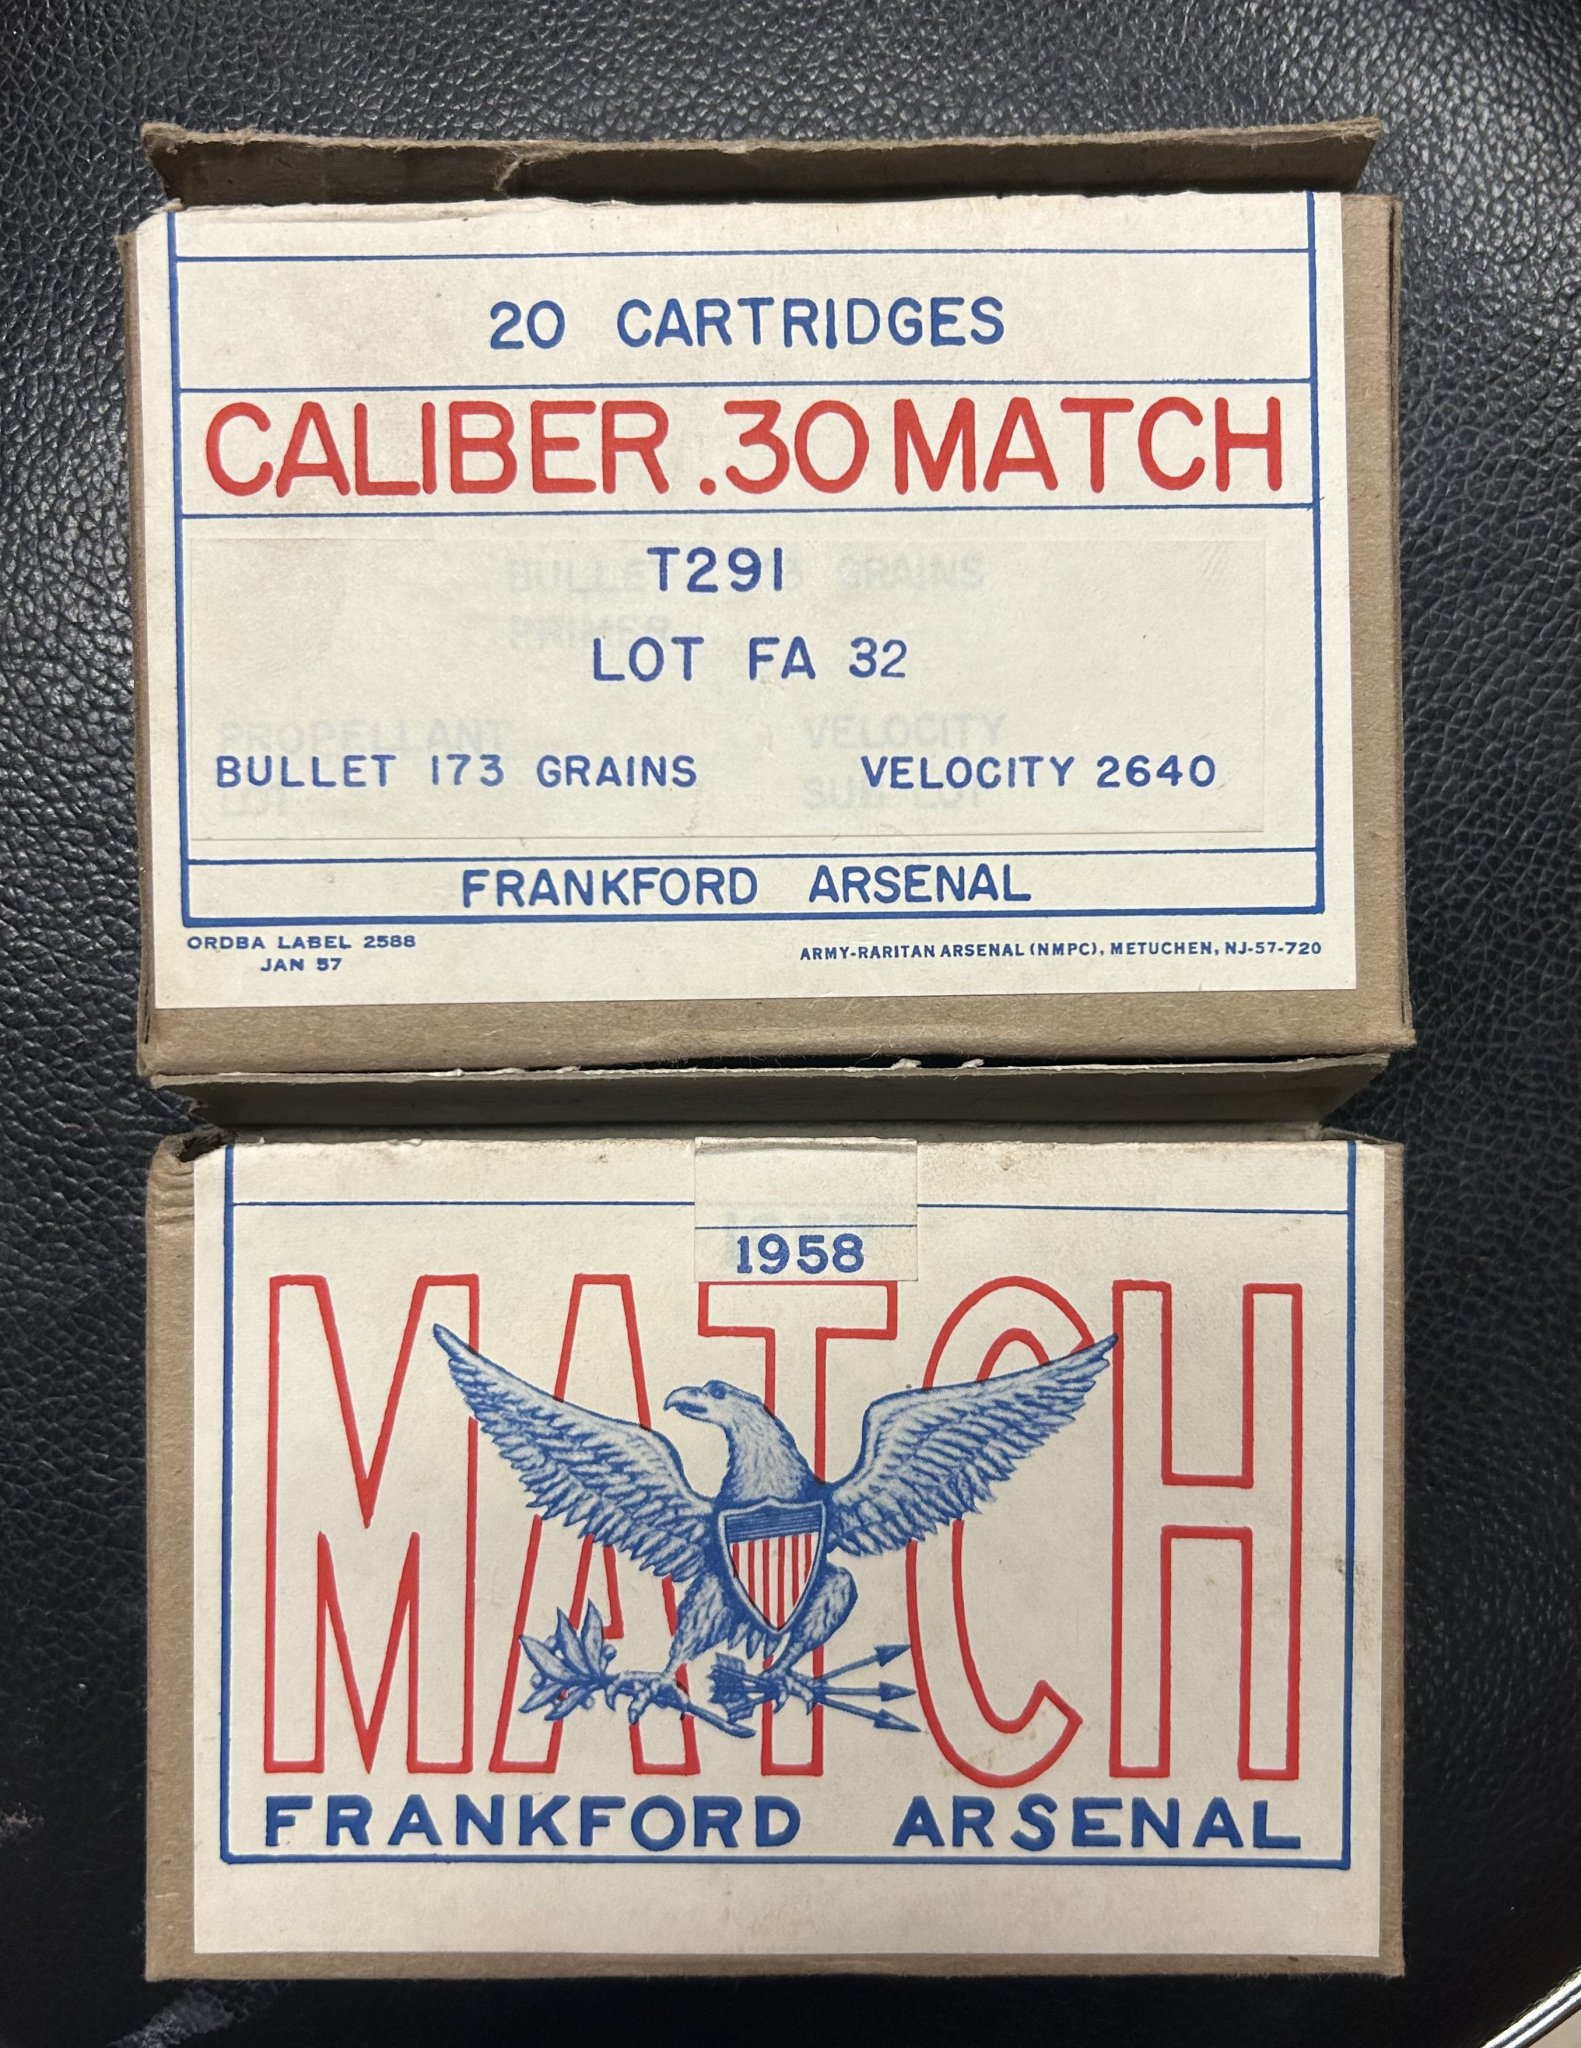 20 CARTRIDGES
CALIBER .30 MATCH
T291
LOT FA 32
BULLET 173 GRAINS VELOCITY 2640
FRANKFORD ARSENAL
ORDBA LABEL 2588
JAN 57
ARMY-RARITAN ARSENAL (NMPC), METUCHEN, NJ-57-720
1958
MATCH
FRANKFORD ARSENAL